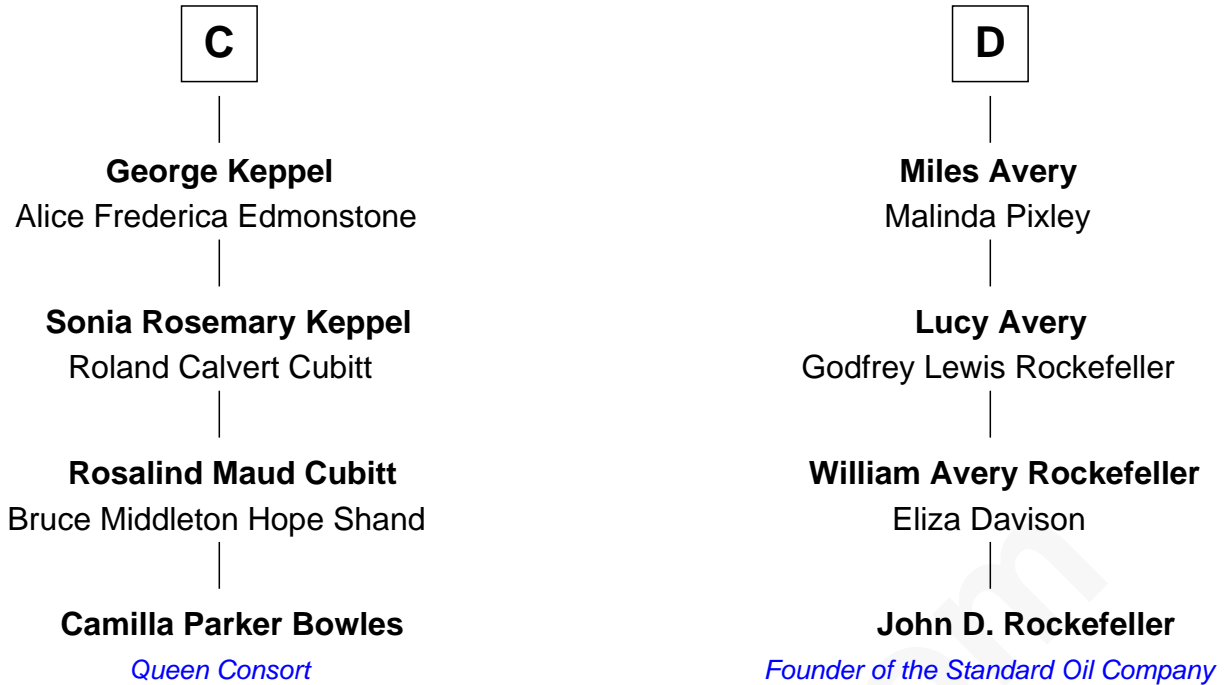 C
George Keppel
Alice Frederica Edmonstone
Sonia Rosemary Keppel
Roland Calvert Cubitt
Rosalind Maud Cubitt
Bruce Middleton Hope Shand
Camilla Parker Bowles
Queen Consort
D
Miles Avery
Malinda Pixley
Lucy Avery
Godfrey Lewis Rockefeller
William Avery Rockefeller
Eliza Davison
John D. Rockefeller
Founder of the Standard Oil Company